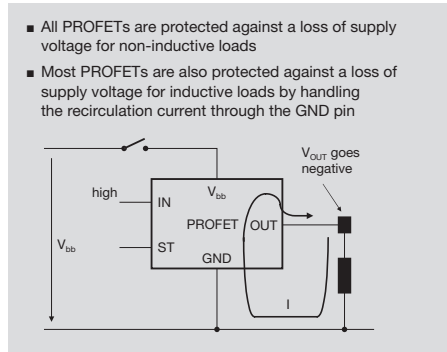 ■ All PROFETs are protected against a loss of supply
voltage for non-inductive loads
■ Most PROFETs are also protected against a loss of
supply voltage for inductive loads by handling
the recirculation current through the GND pin
V_OUT goes
negative
high
IN
V_bb
PROFET
OUT
V_bb
ST
GND
I